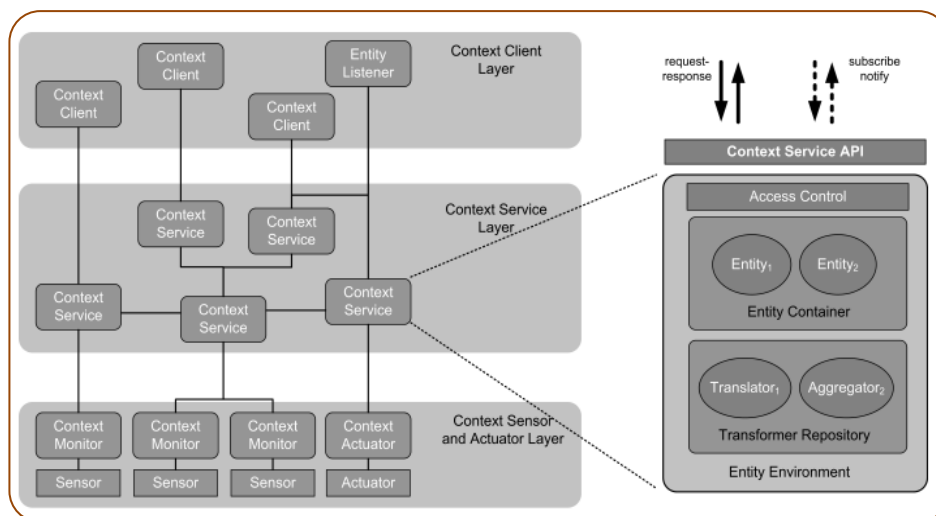 Context
Client
Context
Client
Context
Client
Entity
Listener
Context Client
Layer
Context
Service
Context
Service
Context
Service
Context
Service
Context
Service
Context Service
Layer
Context
Monitor
Context
Monitor
Context
Monitor
Context
Actuator
Context Sensor
and Actuator Layer
Sensor
Sensor
Sensor
Actuator
request-
response
subscribe
notify
Context Service API
Access Control
Entity1
Entity2
Entity Container
Translator1
Aggregator2
Transformer Repository
Entity Environment